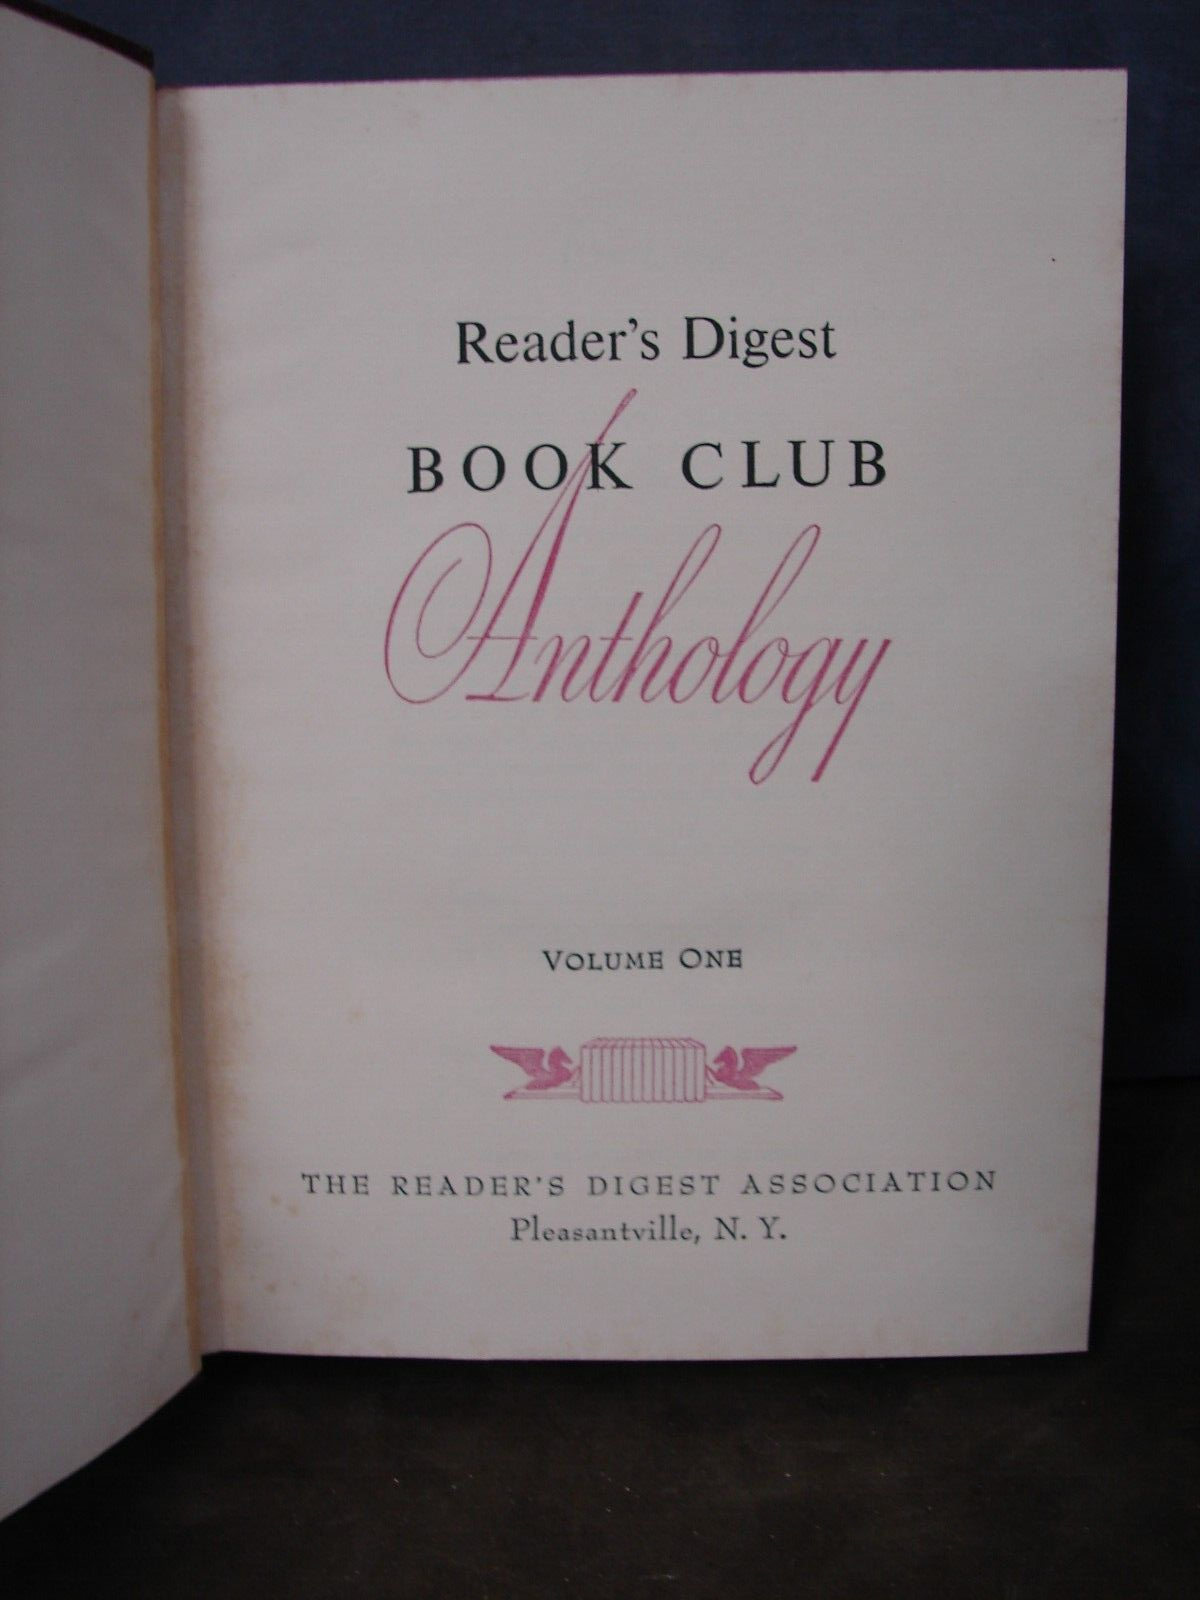 Reader's Digest
BOOK CLUB
Anthology
VOLUME ONE
THE READER'S DIGEST ASSOCIATION
Pleasantville, N. Y.